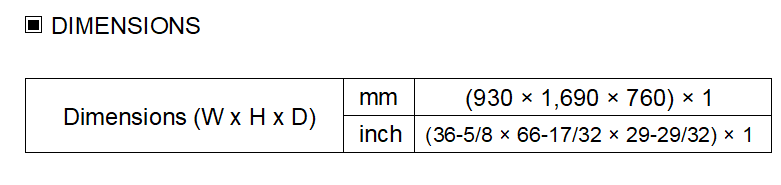 ▣ DIMENSIONS
Dimensions (W x H x D)
mm
(930 × 1,690 × 760) × 1
inch
(36-5/8 × 66-17/32 × 29-29/32) × 1